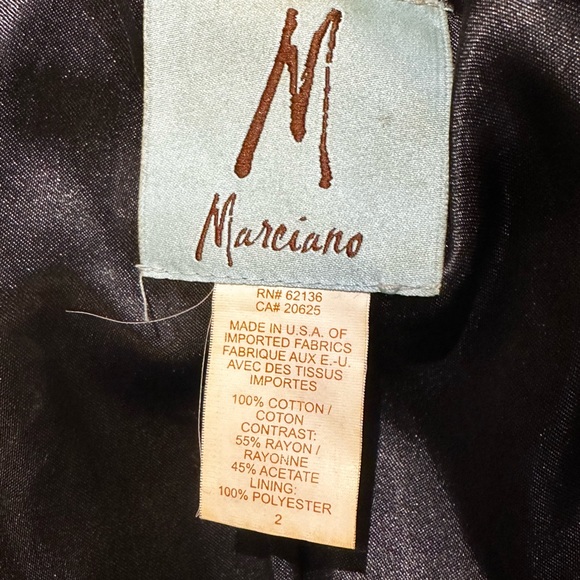 M
Marciano
RN# 62136
CA# 20625
MADE IN U.S.A. OF
IMPORTED FABRICS
FABRIQUE AUX E.-U.
AVEC DES TISSUS
IMPORTES
100% COTTON /
COTON
CONTRAST:
55% RAYON /
RAYONNE
45% ACETATE
LINING:
100% POLYESTER
2